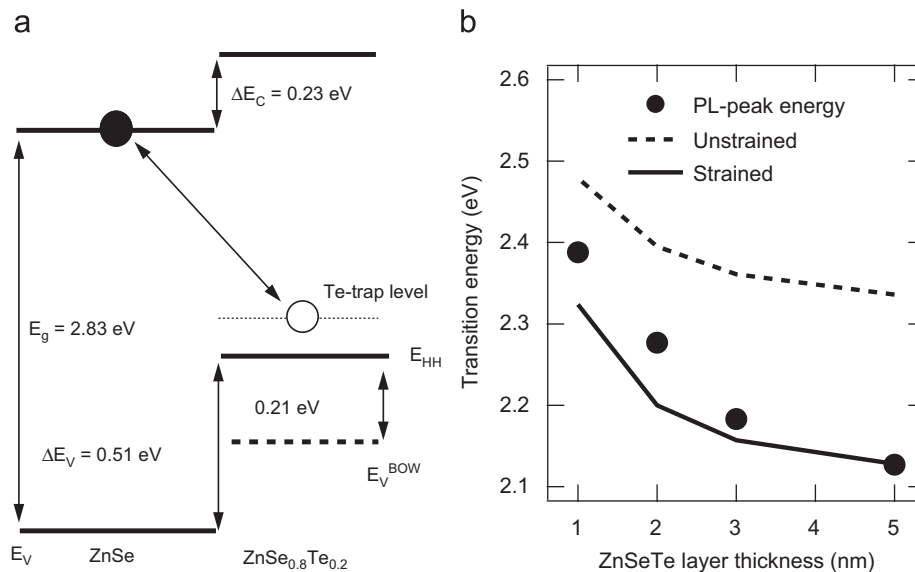 a
ΔE_C = 0.23 eV
Te-trap level
E_g = 2.83 eV
E_HH
0.21 eV
ΔE_V = 0.51 eV
E_V^BOW
E_V
ZnSe
ZnSe_0.8Te_0.2
b
2.6
2.5
2.4
2.3
2.2
2.1
Transition energy (eV)
PL-peak energy
Unstrained
Strained
1 2 3 4 5
ZnSeTe layer thickness (nm)